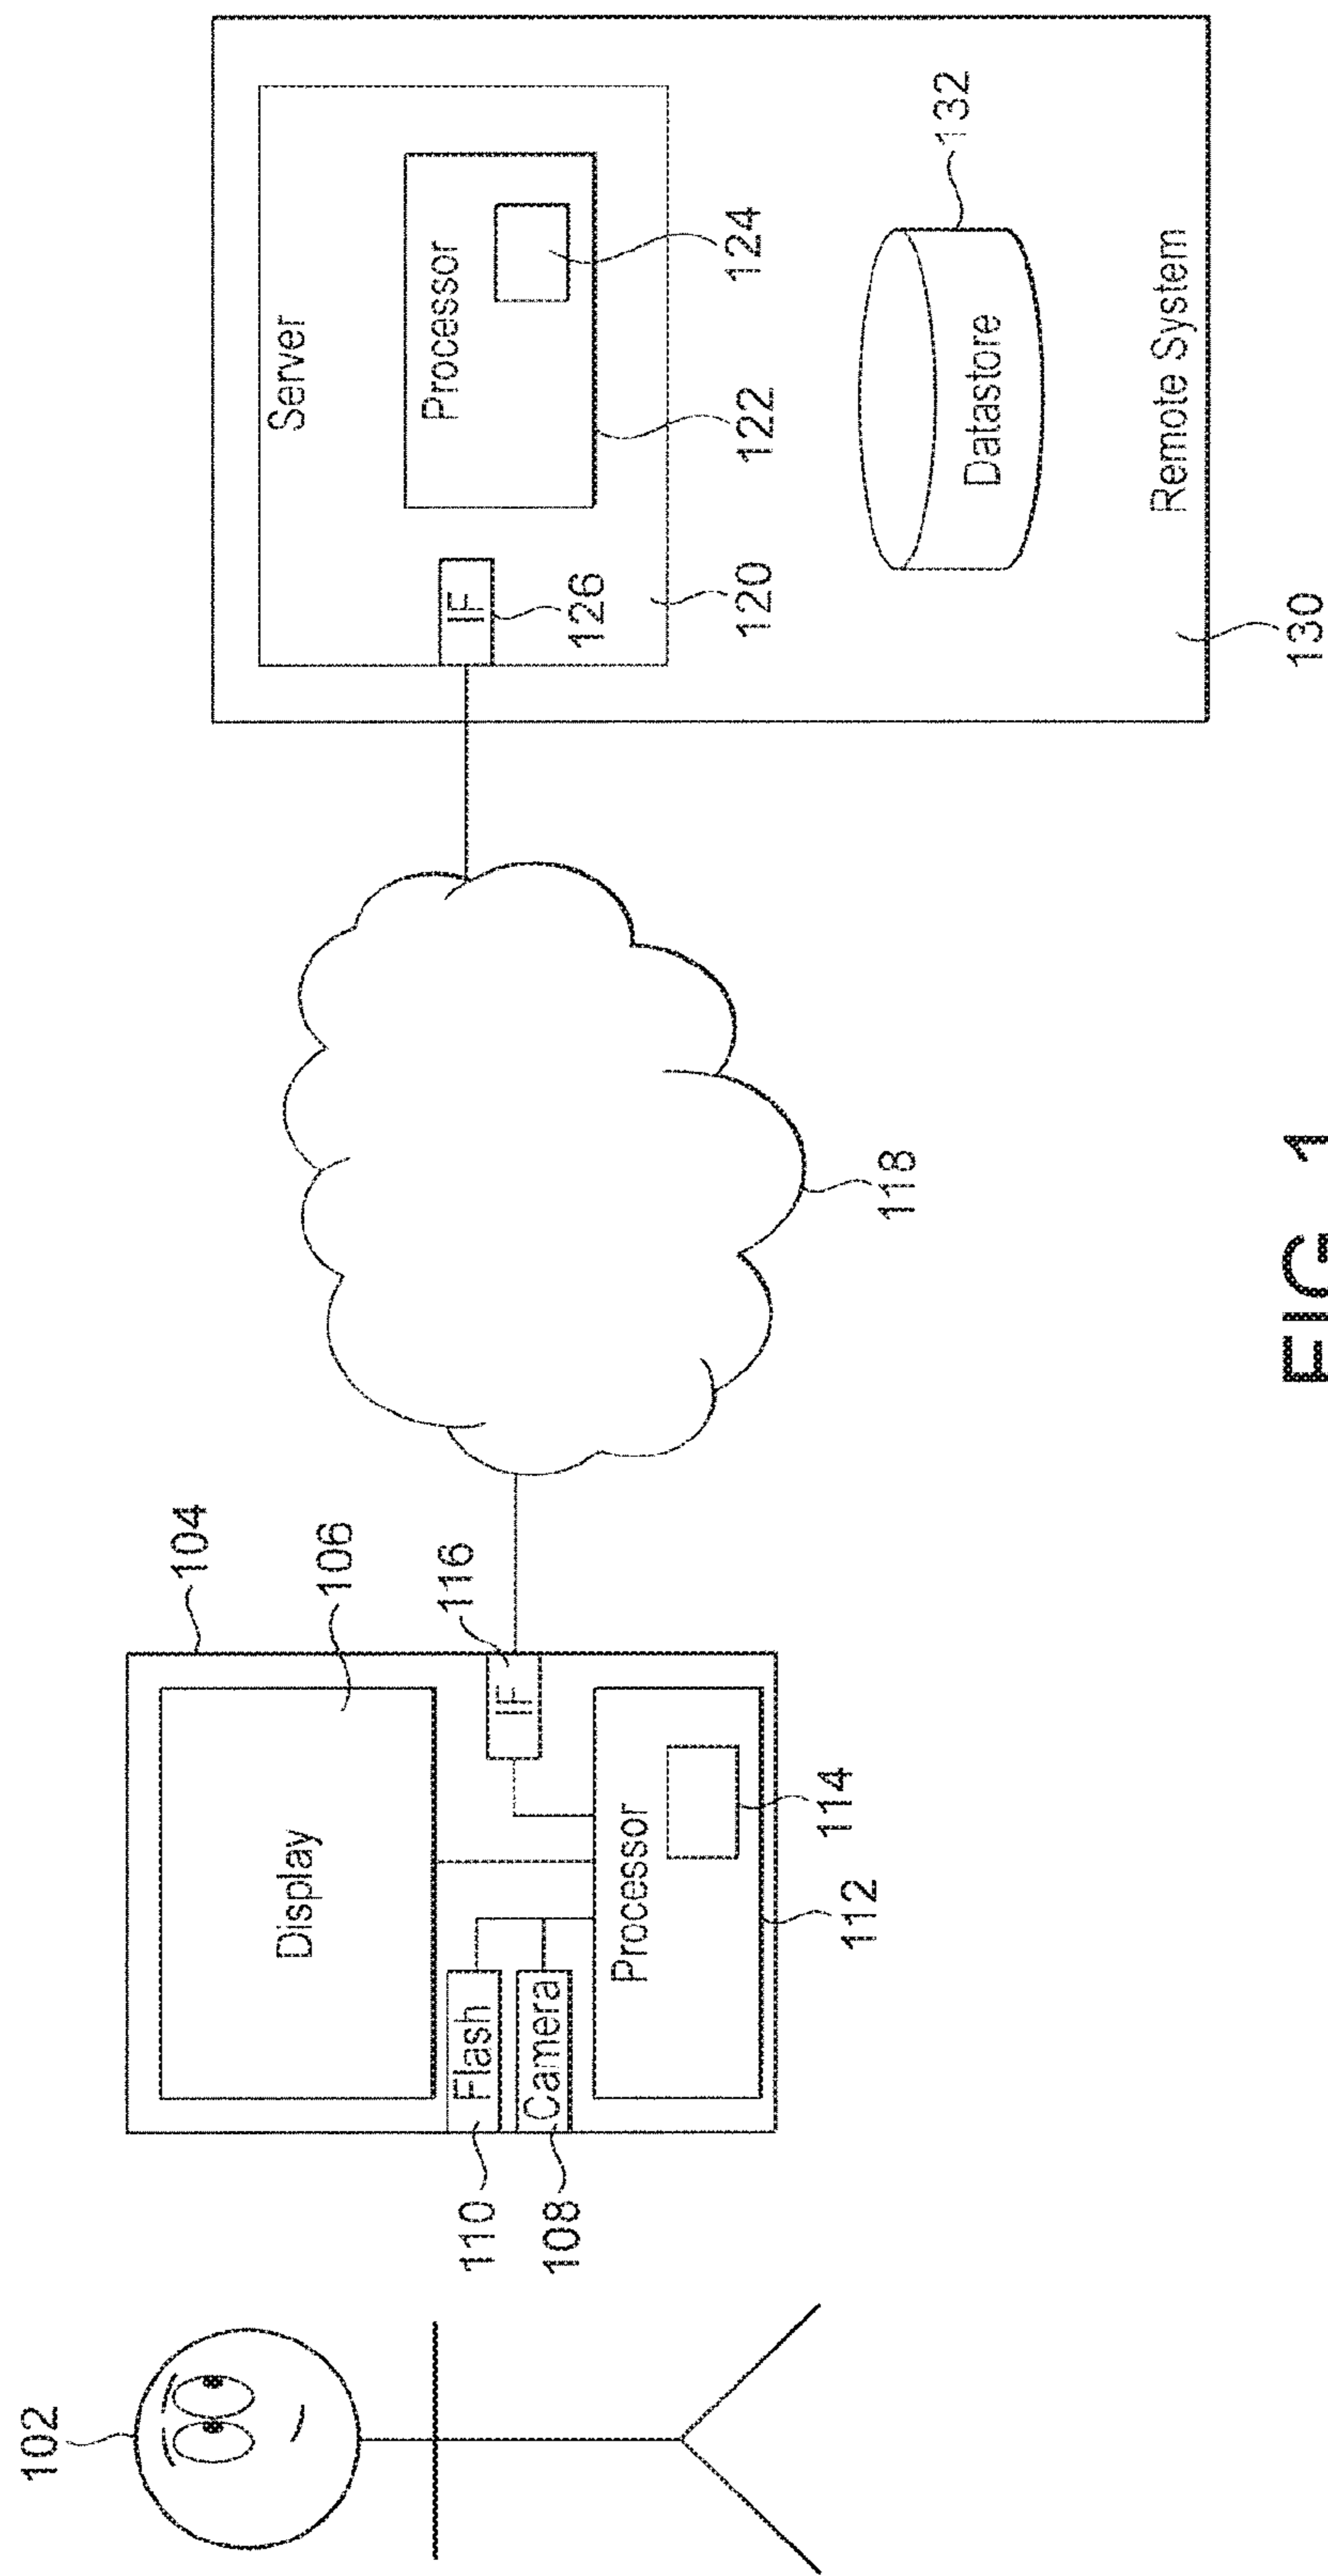 102
104
Display
106
Flash
110
Camera
108
IF
116
Processor
114
112
118
Server
Processor
124
122
IF
126
120
Datastore
132
Remote System
130
FIG. 1